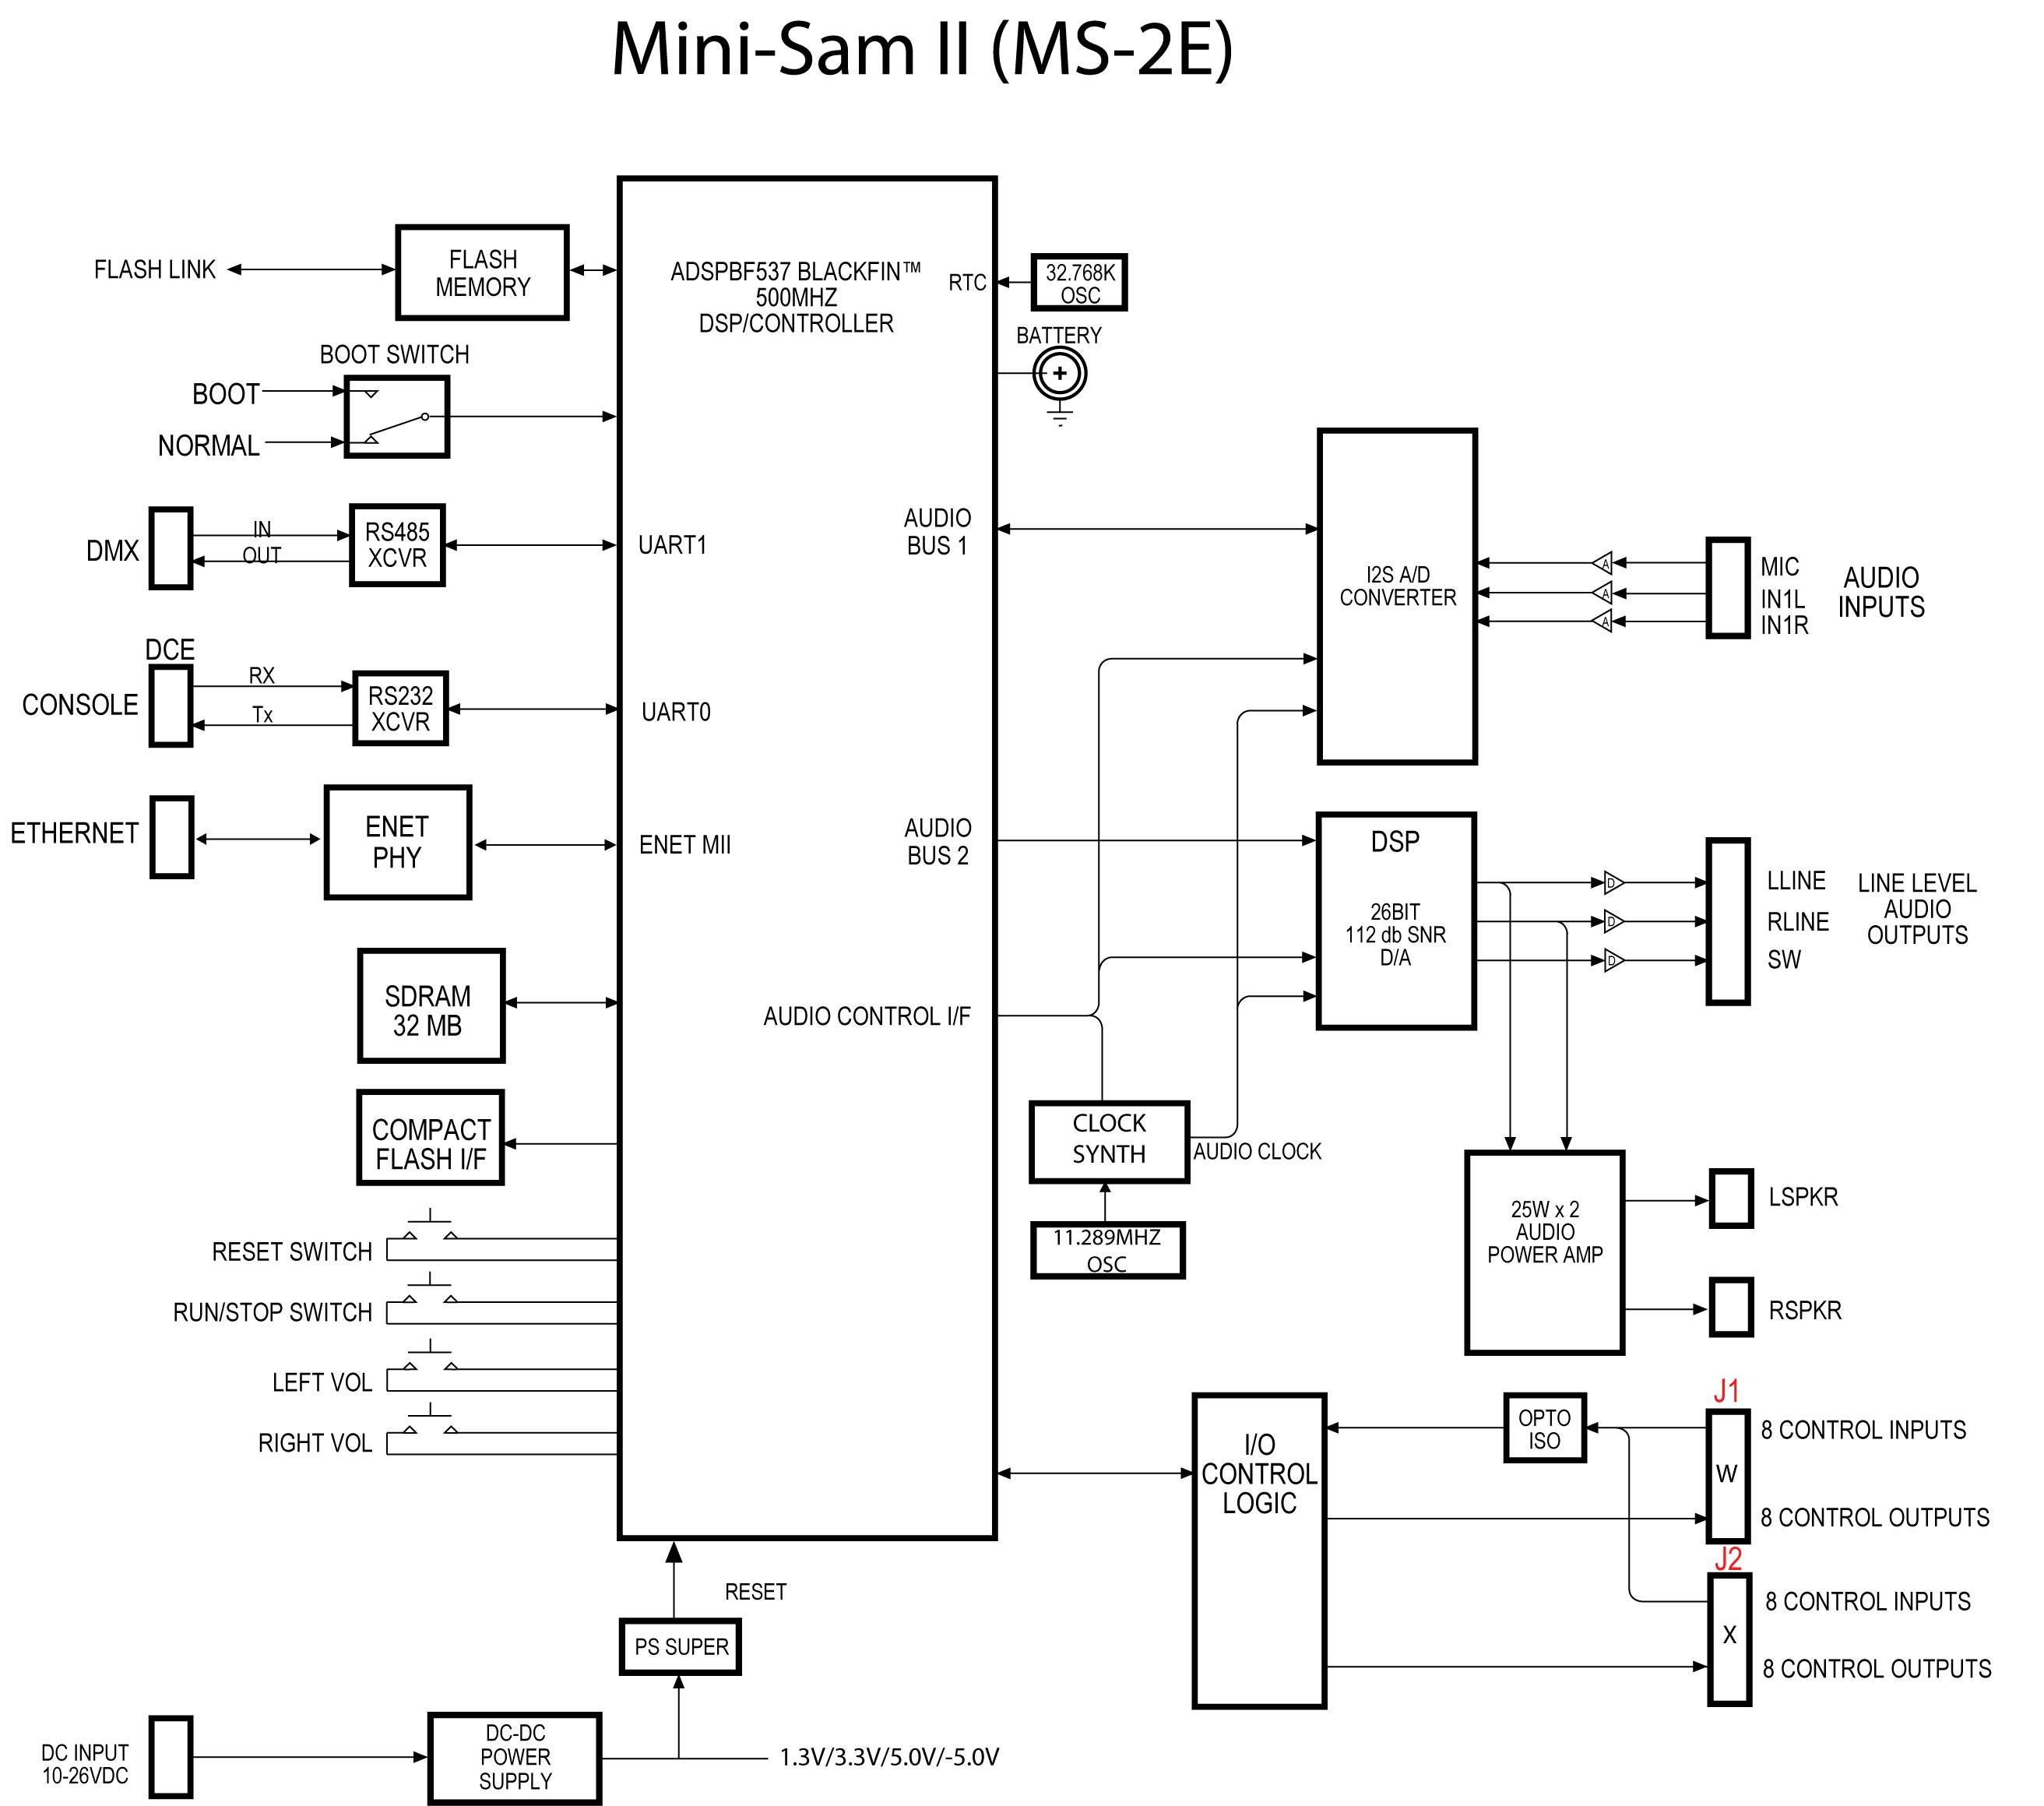 Mini-Sam II (MS-2E)
FLASH LINK
FLASH
MEMORY
BOOT SWITCH
BOOT
NORMAL
DMX
IN
OUT
RS485
XCVR
DCE
CONSOLE
RX
Tx
RS232
XCVR
ETHERNET
ENET
PHY
SDRAM
32 MB
COMPACT
FLASH I/F
RESET SWITCH
RUN/STOP SWITCH
LEFT VOL
RIGHT VOL
ADSPBF537 BLACKFIN™
500MHZ
DSP/CONTROLLER
UART1
UART0
ENET MII
RTC
AUDIO
BUS 1
AUDIO
BUS 2
AUDIO CONTROL I/F
32.768K
OSC
BATTERY
+
I2S A/D
CONVERTER
A
A
A
MIC
IN1L
IN1R
AUDIO
INPUTS
DSP
26BIT
112 db SNR
D/A
D
D
D
LLINE
RLINE
SW
LINE LEVEL
AUDIO
OUTPUTS
CLOCK
SYNTH
AUDIO CLOCK
11.289MHZ
OSC
25W x 2
AUDIO
POWER AMP
LSPKR
RSPKR
I/O
CONTROL
LOGIC
OPTO
ISO
J1
W
8 CONTROL INPUTS
8 CONTROL OUTPUTS
J2
X
8 CONTROL INPUTS
8 CONTROL OUTPUTS
RESET
PS SUPER
DC INPUT
10-26VDC
DC-DC
POWER
SUPPLY
1.3V/3.3V/5.0V/-5.0V